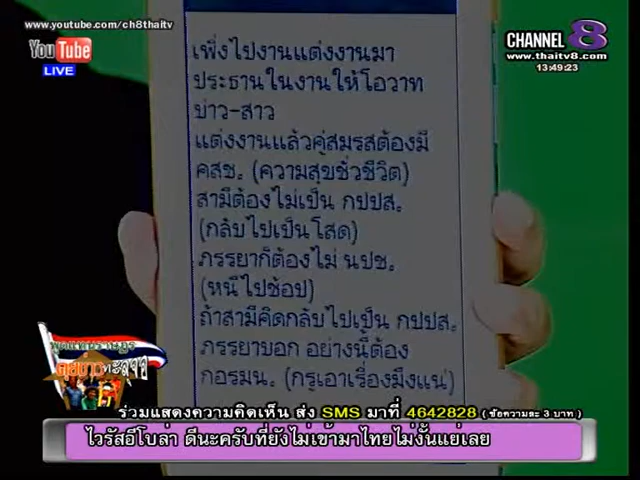 www.youtube.com/ch8thaitv
YouTube
LIVE
CHANNEL 8
www.thaitv8.com
13:49:23
เพิ่งไปงานแต่งงานมา
ประธานในงานให้โอวาท
บ่าว-สาว
แต่งงานแล้วคู่สมรสต้องมี
คสช. (ความสุขชั่วชีวิต)
สามีต้องไม่เป็น กปปส.
(กลับไปเป็นโสด)
ภรรยาก็ต้องไม่ นปช.
(หนีไปช้อป)
ถ้าสามีคิดกลับไปเป็น กปปส.
ภรรยาบอก อย่างนี้ต้อง
กอรมน. (กรูเอาเรื่องมึงแน่)
คุยข่าว
ร่วมแสดงความคิดเห็น ส่ง SMS มาที่ 4642828 ( ข้อความละ 3 บาท )
ไวรัสอีโบล่า ดีนะครับที่ยังไม่เข้ามาไทยไม่งั้นแย่เลย